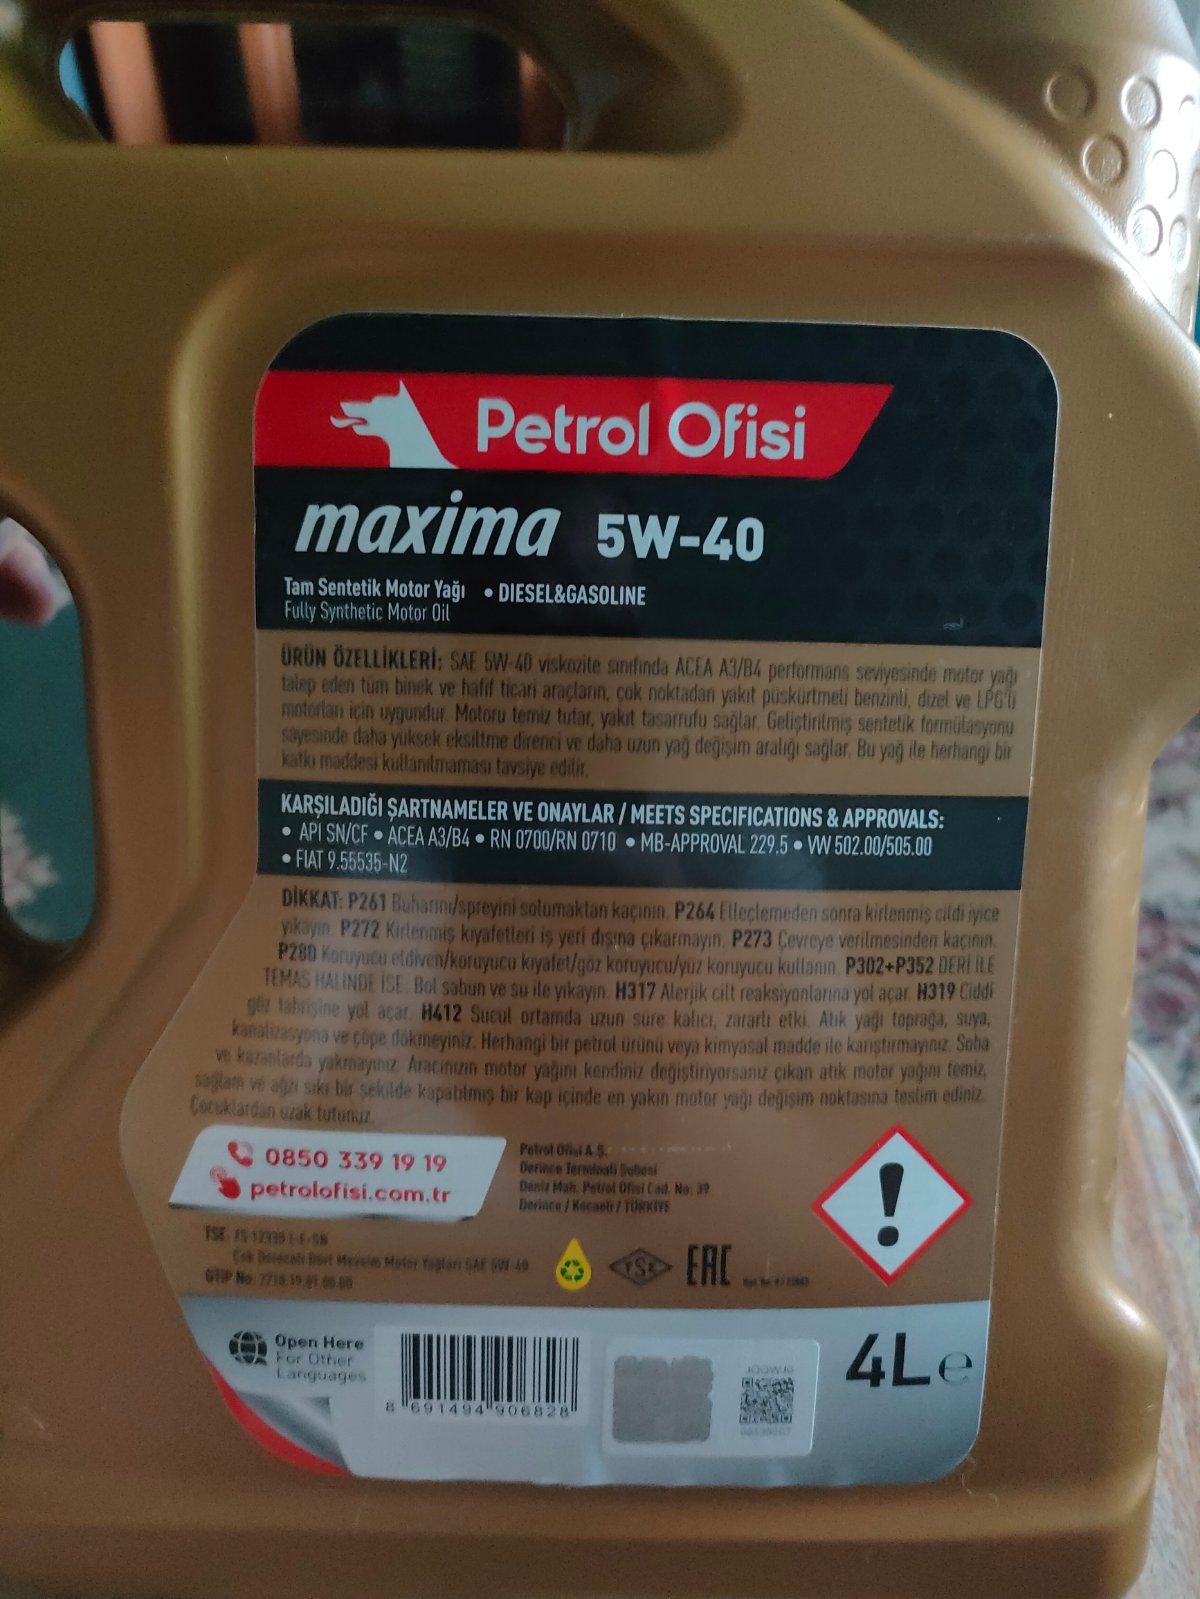 Petrol Ofisi
maxima 5W-40
Tam Sentetik Motor Yağı • DIESEL&GASOLINE
Fully Synthetic Motor Oil
ÜRÜN ÖZELLİKLERİ: SAE 5W-40 viskozite sınıfında ACEA A3/B4 performans seviyesinde motor yağı
talep eden tüm binek ve hafif ticari araçların, çok noktadan yakıt püskürtmeli benzinli, dizel ve LPG'li
motorları için uygundur. Motoru temiz tutar, yakıt tasarrufu sağlar. Geliştirilmiş sentetik formülasyonu
sayesinde daha yüksek eksiltme direnci ve daha uzun yağ değişim aralığı sağlar. Bu yağ ile herhangi bir
katkı maddesi kullanılmaması tavsiye edilir.
KARŞILADIĞI ŞARTNAMELER VE ONAYLAR / MEETS SPECIFICATIONS & APPROVALS:
• API SN/CF • ACEA A3/B4 • RN 0700/RN 0710 • MB-APPROVAL 229.5 • VW 502.00/505.00
• FIAT 9.55535-N2
DİKKAT: P261 Buharını/spreyini solumaktan kaçının. P264 Elleçlemeden sonra kirlenmiş cildi iyice
yıkayın. P272 Kirlenmiş kıyafetleri iş yeri dışına çıkarmayın. P273 Çevreye verilmesinden kaçının.
P280 Koruyucu eldiven/koruyucu kıyafet/göz koruyucu/yüz koruyucu kullanın. P302+P352 DERİ İLE
TEMAS HALİNDE İSE: Bol sabun ve su ile yıkayın. H317 Alerjik cilt reaksiyonlarına yol açar. H319 Ciddi
göz tahrişine yol açar. H412 Sucul ortamda uzun süre kalıcı, zararlı etki. Atık yağı toprağa, suya,
kanalizasyona ve çöpe dökmeyiniz. Herhangi bir petrol ürünü veya kimyasal madde ile karıştırmayınız. Soba
ve kazanlarda yakmayınız. Aracınızın motor yağını kendiniz değiştiriyorsanız çıkan atık motor yağını temiz,
sağlam ve ağzı sıkı bir şekilde kapatılmış bir kap içinde en yakın motor yağı değişim noktasına teslim ediniz.
Çocuklardan uzak tutunuz.
0850 339 19 19
petrolofisi.com.tr
Petrol Ofisi A.Ş.
Derince Terminali Şubesi
Deniz Mah. Petrol Ofisi Cad. No: 39
Derince / Kocaeli / TÜRKİYE
TSE: TS 12339 L-E-SN
Çok Dereceli Dört Mevsim Motor Yağları SAE 5W-40
GTIP No:
TSE EAC
Open Here
For Other
Languages
8 691494 906828
4L e